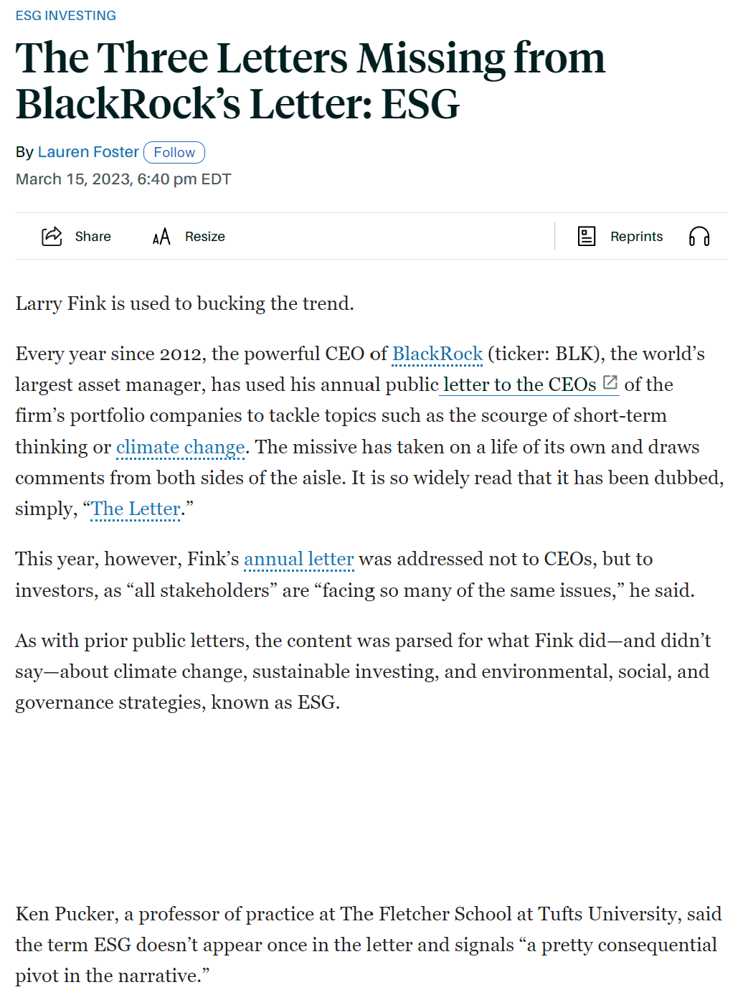 ESG INVESTING
The Three Letters Missing from
BlackRock’s Letter: ESG
By Lauren Foster Follow
March 15, 2023, 6:40 pm EDT
Share Resize Reprints
Larry Fink is used to bucking the trend.
Every year since 2012, the powerful CEO of BlackRock (ticker: BLK), the world’s
largest asset manager, has used his annual public letter to the CEOs of the
firm’s portfolio companies to tackle topics such as the scourge of short-term
thinking or climate change. The missive has taken on a life of its own and draws
comments from both sides of the aisle. It is so widely read that it has been dubbed,
simply, “The Letter.”
This year, however, Fink’s annual letter was addressed not to CEOs, but to
investors, as “all stakeholders” are “facing so many of the same issues,” he said.
As with prior public letters, the content was parsed for what Fink did—and didn’t
say—about climate change, sustainable investing, and environmental, social, and
governance strategies, known as ESG.
Ken Pucker, a professor of practice at The Fletcher School at Tufts University, said
the term ESG doesn’t appear once in the letter and signals “a pretty consequential
pivot in the narrative.”